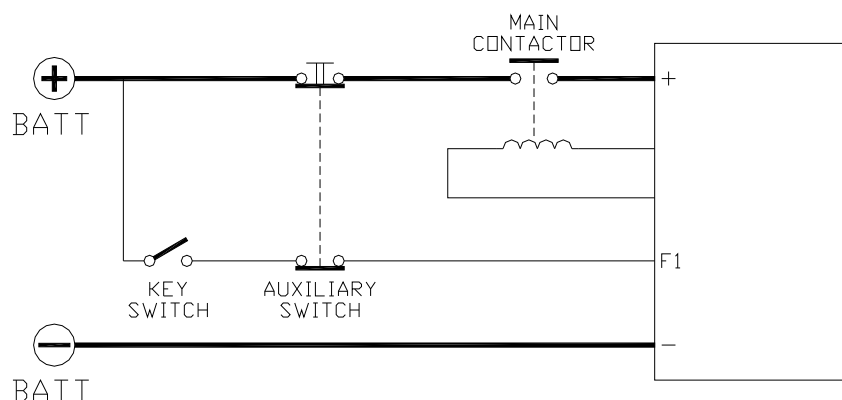 MAIN
CONTACTOR
+
+
BATT
F1
KEY
SWITCH
AUXILIARY
SWITCH
−
−
BATT